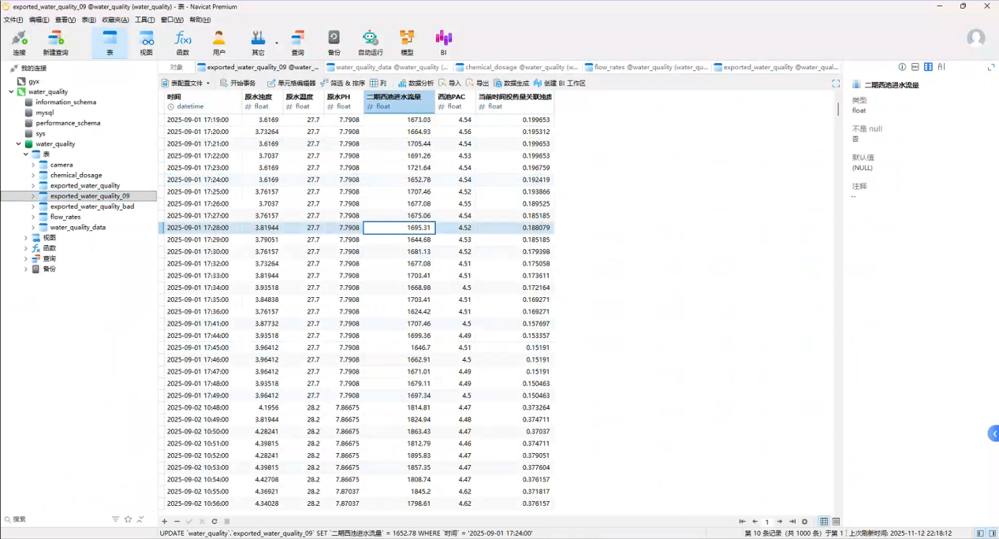 exported_water_quality_09 @water_quality (water_quality) - 表 - Navicat Premium
文件(F) 编辑(E) 查看(V) 表(B) 收藏夹(A) 工具(T) 窗口(W) 帮助(H)
连接 新建查询 表 视图 函数 用户 其它 查询 备份 自动运行 模型 BI
我的连接
gyx
water_quality
information_schema
mysql
performance_schema
sys
water_quality
表
camera
chemical_dosage
exported_water_quality
exported_water_quality_09
exported_water_quality_bad
flow_rates
water_quality_data
视图
函数
查询
备份
搜索
对象 exported_water_quality_09 @water_... water_quality_data @water_quality (... chemical_dosage @water_quality (w... flow_rates @water_quality (water_qu... exported_water_quality @water_qual...
表配置文件 开始事务 单元格编辑器 筛选 & 排序 列 数据分析 导入 导出 数据生成 创建 BI 工作区
时间 原水浊度 原水温度 原水PH 二期西池进水流量 西池PAC 当前时间投药量关联浊度
datetime # float # float # float # float # float # float
2025-09-01 17:19:00 3.6169 27.7 7.7908 1673.03 4.54 0.199653
2025-09-01 17:20:00 3.73264 27.7 7.7908 1664.93 4.56 0.195312
2025-09-01 17:21:00 3.6169 27.7 7.7908 1705.44 4.54 0.199653
2025-09-01 17:22:00 3.7037 27.7 7.7908 1691.26 4.53 0.199653
2025-09-01 17:23:00 3.6169 27.7 7.7908 1721.64 4.54 0.196759
2025-09-01 17:24:00 3.6169 27.7 7.7908 1652.78 4.54 0.192419
2025-09-01 17:25:00 3.76157 27.7 7.7908 1707.46 4.52 0.193866
2025-09-01 17:26:00 3.7037 27.7 7.7908 1677.08 4.55 0.189525
2025-09-01 17:27:00 3.76157 27.7 7.7908 1675.06 4.54 0.185185
2025-09-01 17:28:00 3.81944 27.7 7.7908 1695.31 4.52 0.188079
2025-09-01 17:29:00 3.79051 27.7 7.7908 1644.68 4.53 0.185185
2025-09-01 17:30:00 3.76157 27.7 7.7908 1681.13 4.52 0.179398
2025-09-01 17:32:00 3.73264 27.7 7.7908 1677.08 4.51 0.175058
2025-09-01 17:33:00 3.81944 27.7 7.7908 1703.41 4.51 0.173611
2025-09-01 17:34:00 3.93518 27.7 7.7908 1668.98 4.5 0.172164
2025-09-01 17:35:00 3.84838 27.7 7.7908 1703.41 4.51 0.169271
2025-09-01 17:36:00 3.76157 27.7 7.7908 1624.42 4.51 0.169271
2025-09-01 17:41:00 3.87732 27.7 7.7908 1707.46 4.5 0.157697
2025-09-01 17:44:00 3.93518 27.7 7.7908 1699.36 4.49 0.153357
2025-09-01 17:45:00 3.96412 27.7 7.7908 1646.7 4.51 0.15191
2025-09-01 17:46:00 3.96412 27.7 7.7908 1662.91 4.5 0.15191
2025-09-01 17:47:00 3.96412 27.7 7.7908 1671.01 4.49 0.15191
2025-09-01 17:48:00 3.93518 27.7 7.7908 1679.11 4.49 0.150463
2025-09-01 17:49:00 3.96412 27.7 7.7908 1697.34 4.5 0.150463
2025-09-02 10:48:00 4.1956 28.2 7.86675 1814.81 4.47 0.373264
2025-09-02 10:49:00 3.81944 28.2 7.86675 1824.94 4.48 0.374711
2025-09-02 10:50:00 4.28241 28.2 7.86675 1863.43 4.47 0.37037
2025-09-02 10:51:00 4.39815 28.2 7.86675 1812.79 4.46 0.374711
2025-09-02 10:52:00 4.28241 28.2 7.86675 1895.83 4.47 0.379051
2025-09-02 10:53:00 4.39815 28.2 7.86675 1857.35 4.47 0.377604
2025-09-02 10:54:00 4.42708 28.2 7.86675 1808.74 4.47 0.376157
2025-09-02 10:55:00 4.36921 28.2 7.87037 1845.2 4.62 0.371817
2025-09-02 10:56:00 4.34028 28.2 7.87037 1798.61 4.62 0.376157
1
UPDATE `water_quality`.`exported_water_quality_09` SET `二期西池进水流量` = 1652.78 WHERE `时间` = '2025-09-01 17:24:00'
第 10 条记录 (共 1000 条) 于第 1 上次刷新时间: 2025-11-12 22:18:12
二期西池进水流量
类型
float
不是 null
否
默认值
(NULL)
注释
--